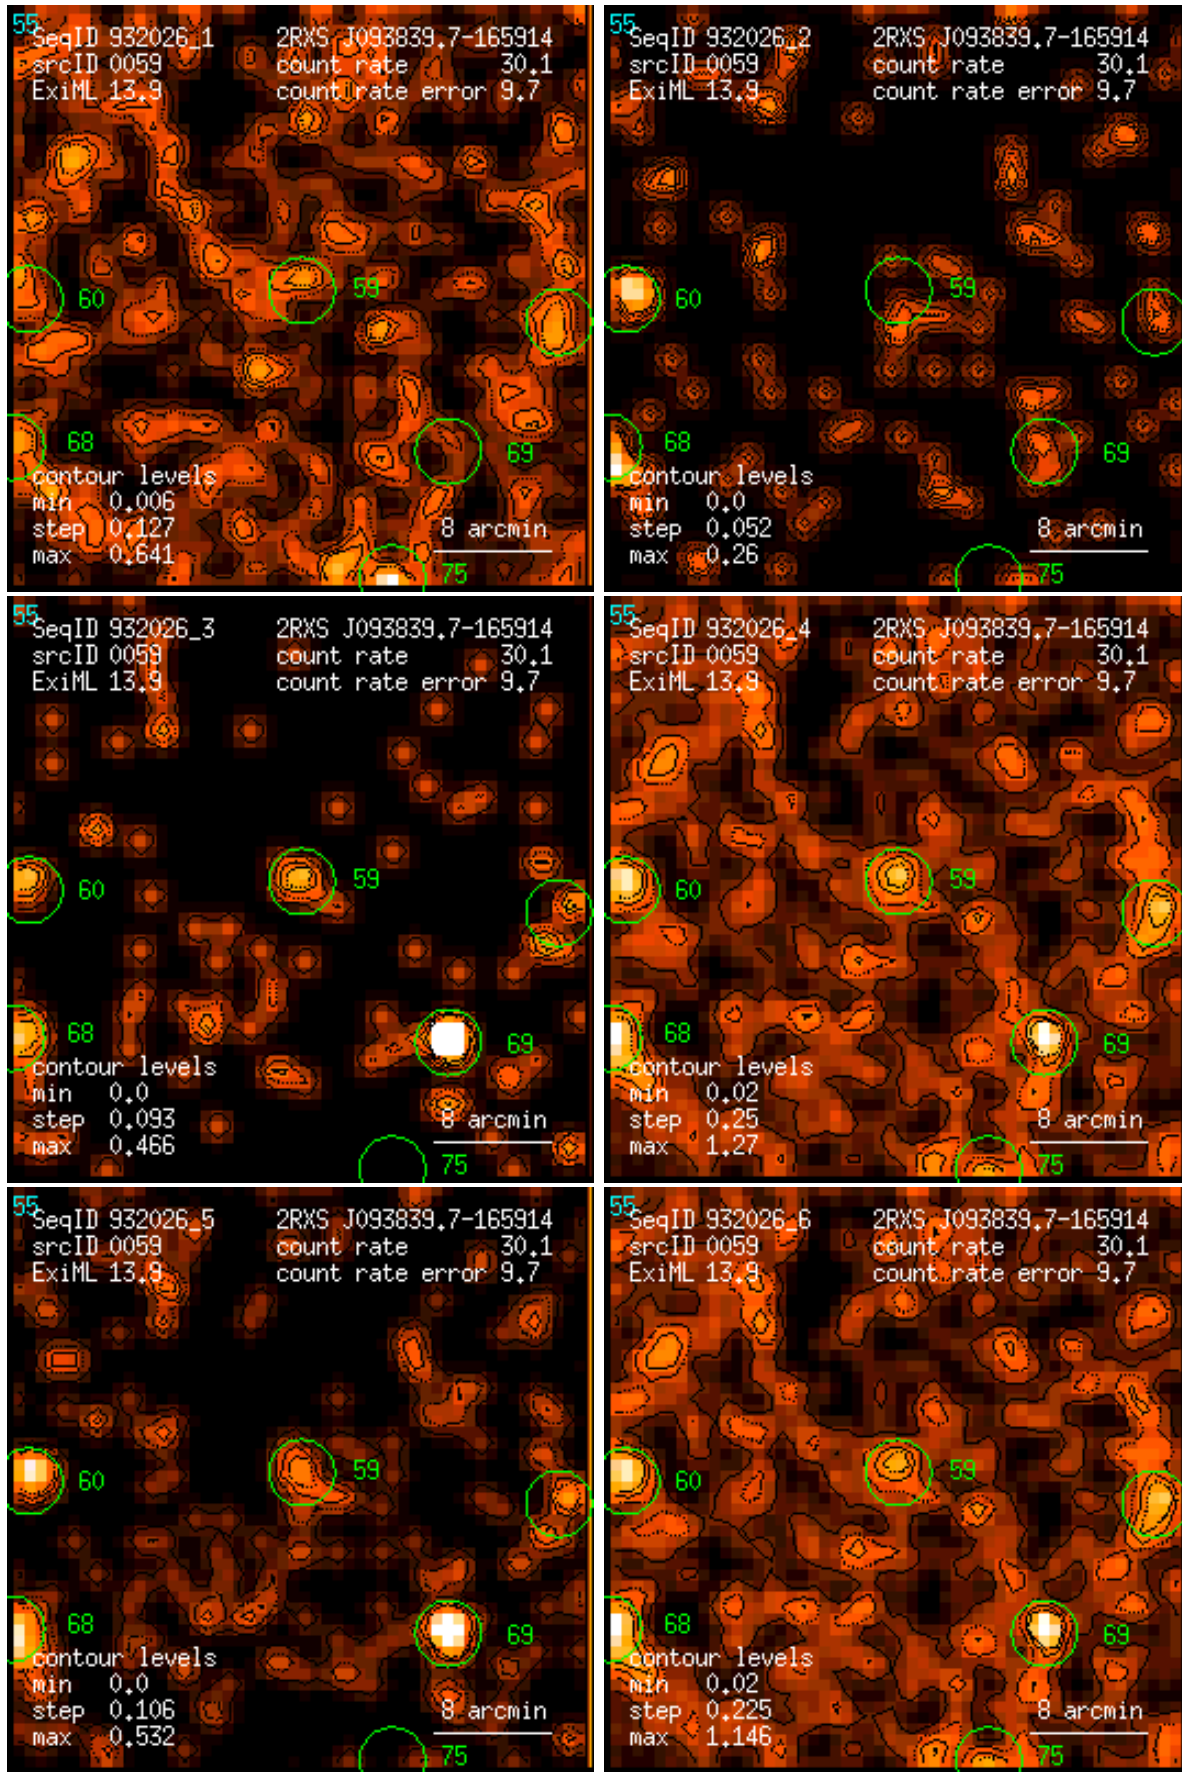 55
SeqID 932026_1 2RXS J093839.7-165914
srcID 0059 count rate 30.1
ExiML 13.9 count rate error 9.7
59
60
68
69
contour levels
min 0.006
step 0.127 8 arcmin
max 0.641
75
55
SeqID 932026_2 2RXS J093839.7-165914
srcID 0059 count rate 30.1
ExiML 13.9 count rate error 9.7
59
60
68
69
contour levels
min 0.0
step 0.052 8 arcmin
max 0.26
75
55
SeqID 932026_3 2RXS J093839.7-165914
srcID 0059 count rate 30.1
ExiML 13.9 count rate error 9.7
59
60
68
69
contour levels
min 0.0
step 0.093 8 arcmin
max 0.466
75
55
SeqID 932026_4 2RXS J093839.7-165914
srcID 0059 count rate 30.1
ExiML 13.9 count rate error 9.7
59
60
68
69
contour levels
min 0.02
step 0.25 8 arcmin
max 1.27
75
55
SeqID 932026_5 2RXS J093839.7-165914
srcID 0059 count rate 30.1
ExiML 13.9 count rate error 9.7
59
60
68
69
contour levels
min 0.0
step 0.106 8 arcmin
max 0.532
75
55
SeqID 932026_6 2RXS J093839.7-165914
srcID 0059 count rate 30.1
ExiML 13.9 count rate error 9.7
59
60
68
69
contour levels
min 0.02
step 0.225 8 arcmin
max 1.146
75